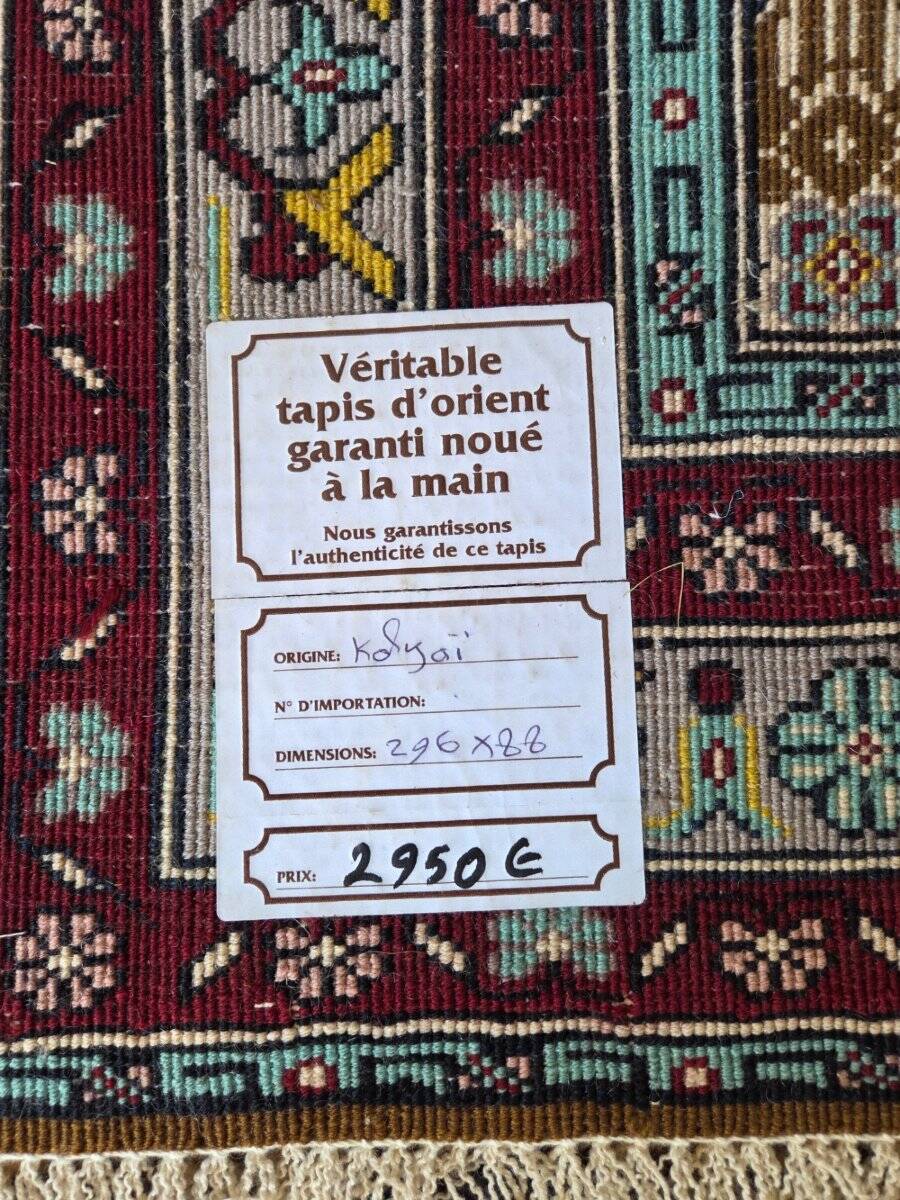 Véritable
tapis d'orient
garanti noué
à la main
Nous garantissons
l'authenticité de ce tapis
ORIGINE: Kolyaï
N° D'IMPORTATION:
DIMENSIONS: 296 x 88
PRIX: 2950 €